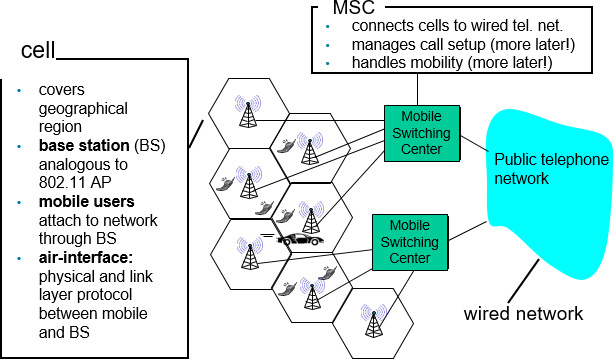 MSC
• connects cells to wired tel. net.
• manages call setup (more later!)
• handles mobility (more later!)
cell
• covers
geographical
region
• base station (BS)
analogous to
802.11 AP
• mobile users
attach to network
through BS
• air-interface:
physical and link
layer protocol
between mobile
and BS
Mobile
Switching
Center
Public telephone
network
Mobile
Switching
Center
wired network